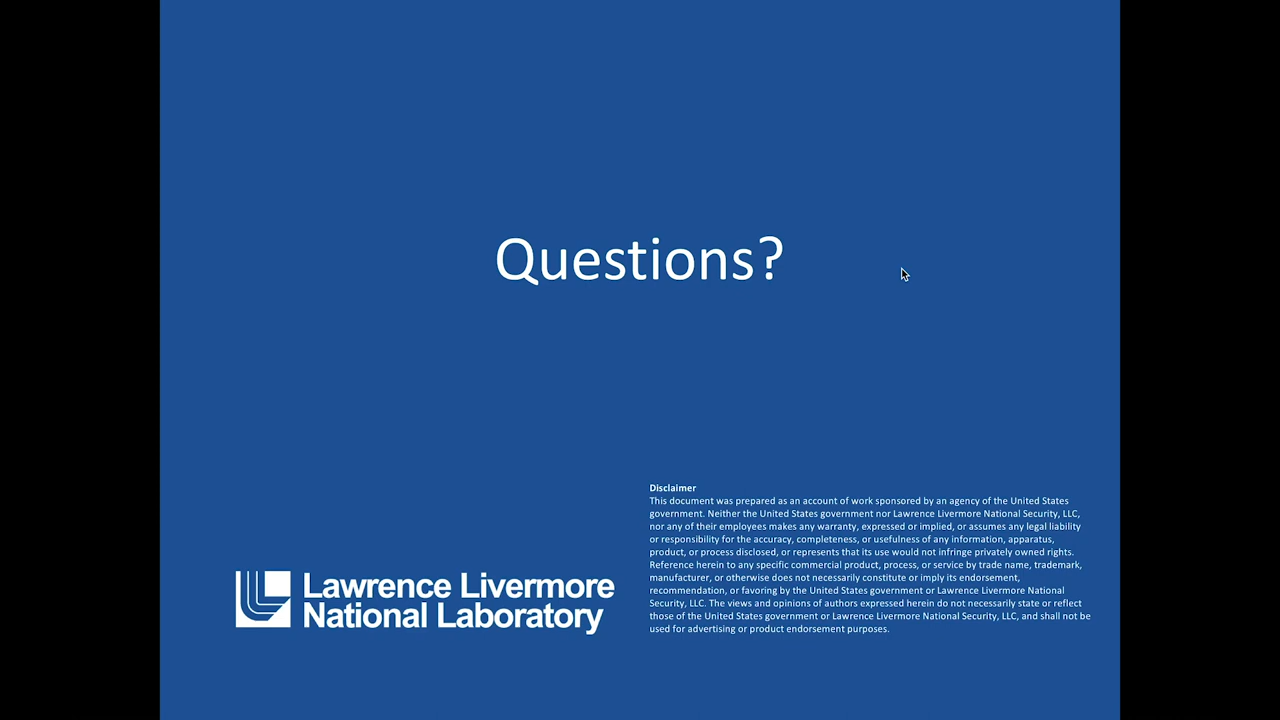 Questions?
Disclaimer
This document was prepared as an account of work sponsored by an agency of the United States
government. Neither the United States government nor Lawrence Livermore National Security, LLC,
nor any of their employees makes any warranty, expressed or implied, or assumes any legal liability
or responsibility for the accuracy, completeness, or usefulness of any information, apparatus,
product, or process disclosed, or represents that its use would not infringe privately owned rights.
Reference herein to any specific commercial product, process, or service by trade name, trademark,
manufacturer, or otherwise does not necessarily constitute or imply its endorsement,
recommendation, or favoring by the United States government or Lawrence Livermore National
Security, LLC. The views and opinions of authors expressed herein do not necessarily state or reflect
those of the United States government or Lawrence Livermore National Security, LLC, and shall not be
used for advertising or product endorsement purposes.
Lawrence Livermore
National Laboratory